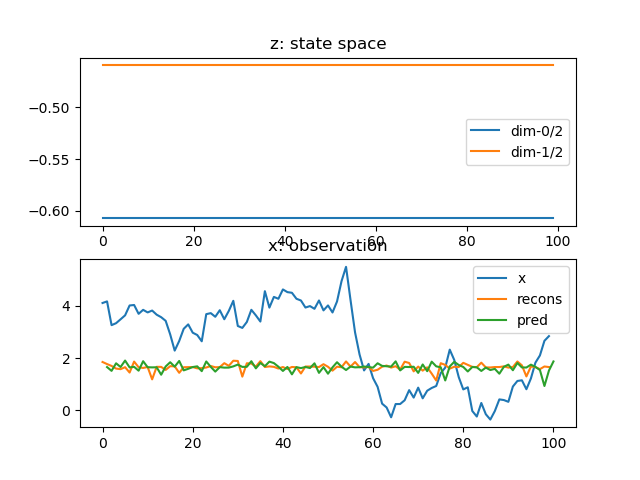 z: state space
−0.50
−0.55
−0.60
dim-0/2
dim-1/2
0 20 40 60 80 100
x: observation
4
2
0
x
recons
pred
0 20 40 60 80 100